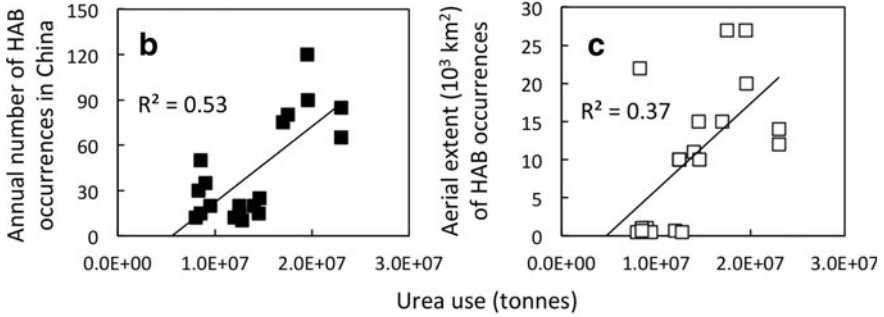 Annual number of HAB
occurrences in China
150
120
90
60
30
0
b
R² = 0.53
0.0E+00
1.0E+07
2.0E+07
3.0E+07
Aerial extent (10³ km²)
of HAB occurrences
30
25
20
15
10
5
0
c
R² = 0.37
0.0E+00
1.0E+07
2.0E+07
3.0E+07
Urea use (tonnes)